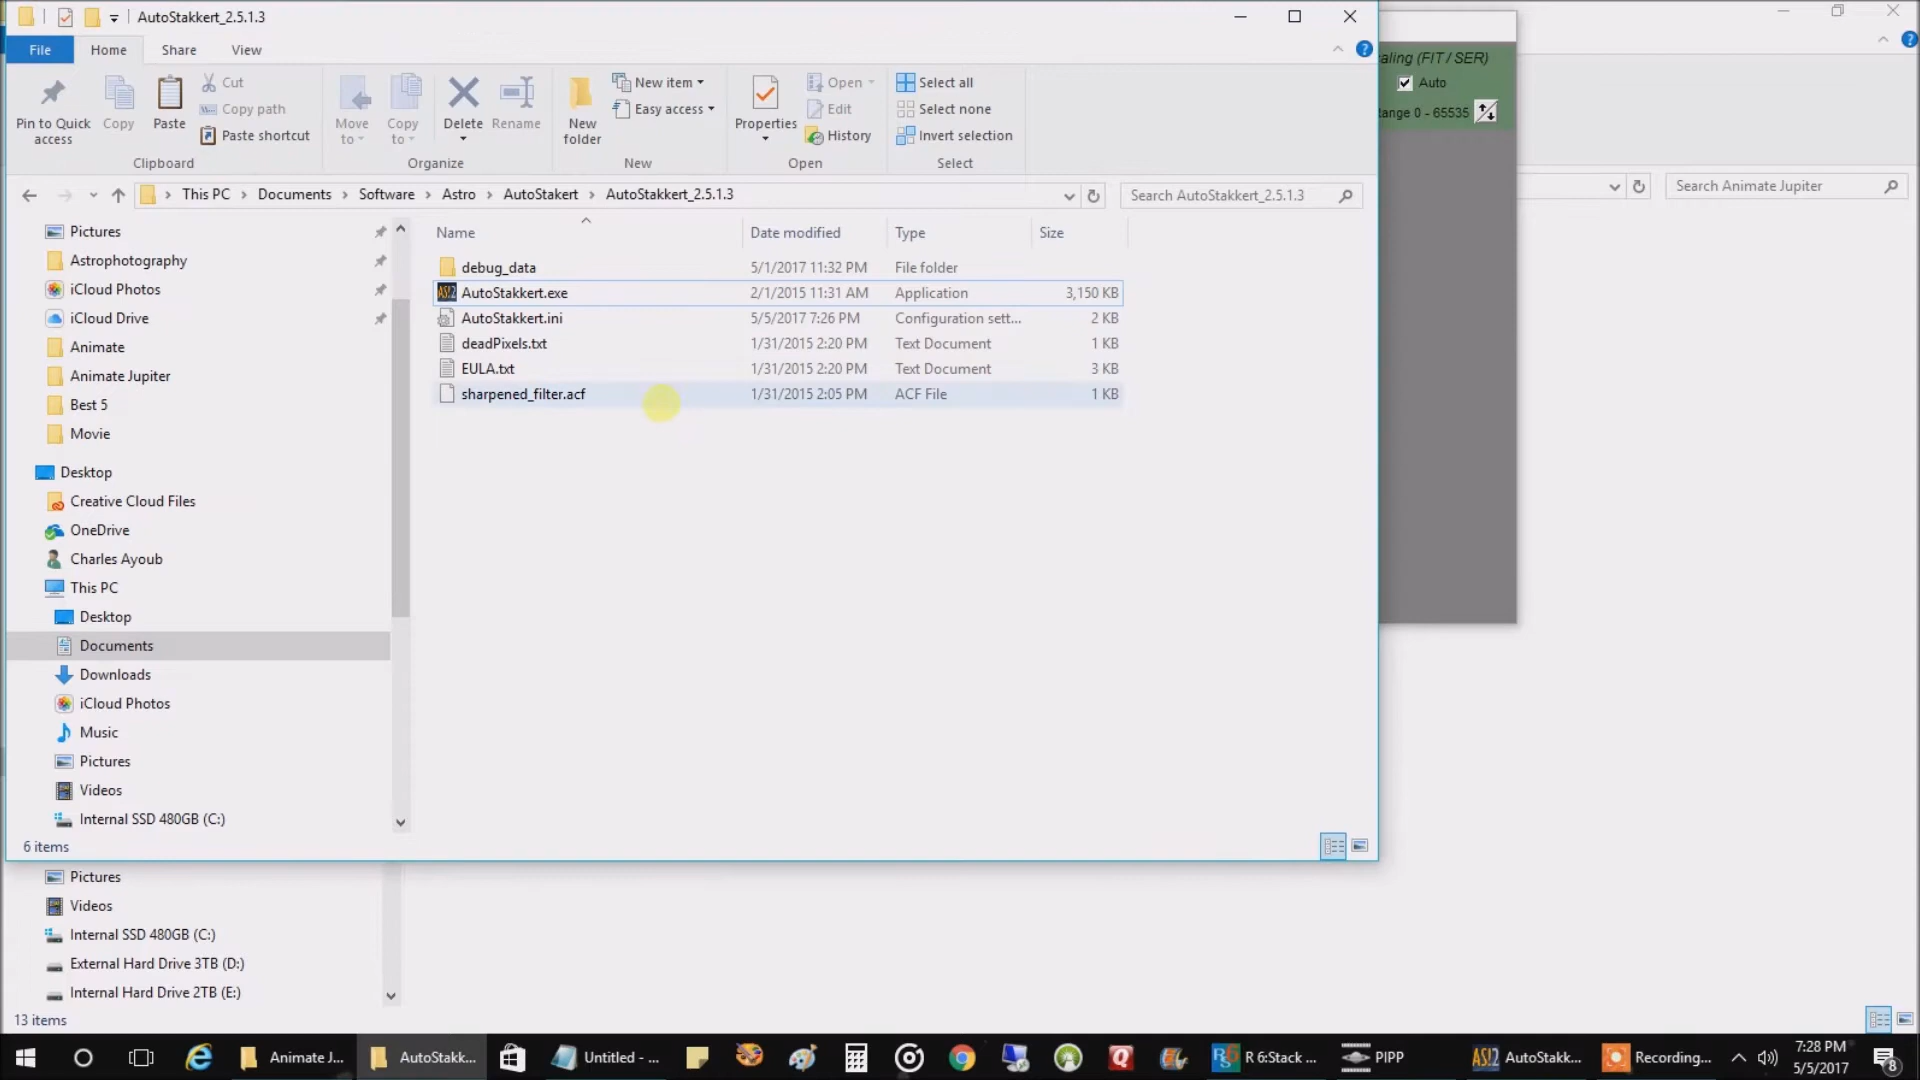 AutoStakkert_2.5.1.3
File Home Share View
Pin to Quick access
Copy
Paste
Cut
Copy path
Paste shortcut
Clipboard
Move to
Copy to
Delete
Rename
Organize
New folder
New item
Easy access
New
Properties
Open
Edit
History
Open
Select all
Select none
Invert selection
Select
This PC Documents Software Astro AutoStakert AutoStakkert_2.5.1.3
Search AutoStakkert_2.5.1.3
Name Date modified Type Size
debug_data 5/1/2017 11:32 PM File folder
AutoStakkert.exe 2/1/2015 11:31 AM Application 3,150 KB
AutoStakkert.ini 5/5/2017 7:26 PM Configuration sett... 2 KB
deadPixels.txt 1/31/2015 2:20 PM Text Document 1 KB
EULA.txt 1/31/2015 2:20 PM Text Document 3 KB
sharpened_filter.acf 1/31/2015 2:05 PM ACF File 1 KB
Pictures
Astrophotography
iCloud Photos
iCloud Drive
Animate
Animate Jupiter
Best 5
Movie
Desktop
Creative Cloud Files
OneDrive
Charles Ayoub
This PC
Desktop
Documents
Downloads
iCloud Photos
Music
Pictures
Videos
Internal SSD 480GB (C:)
6 items
aling (FIT / SER)
Auto
ange 0 - 65535
Search Animate Jupiter
Pictures
Videos
Internal SSD 480GB (C:)
External Hard Drive 3TB (D:)
Internal Hard Drive 2TB (E:)
13 items
Animate J...
AutoStakk...
Untitled - ...
R 6:Stack ...
PIPP
AS!2 AutoStakk...
Recording...
7:28 PM
5/5/2017
8